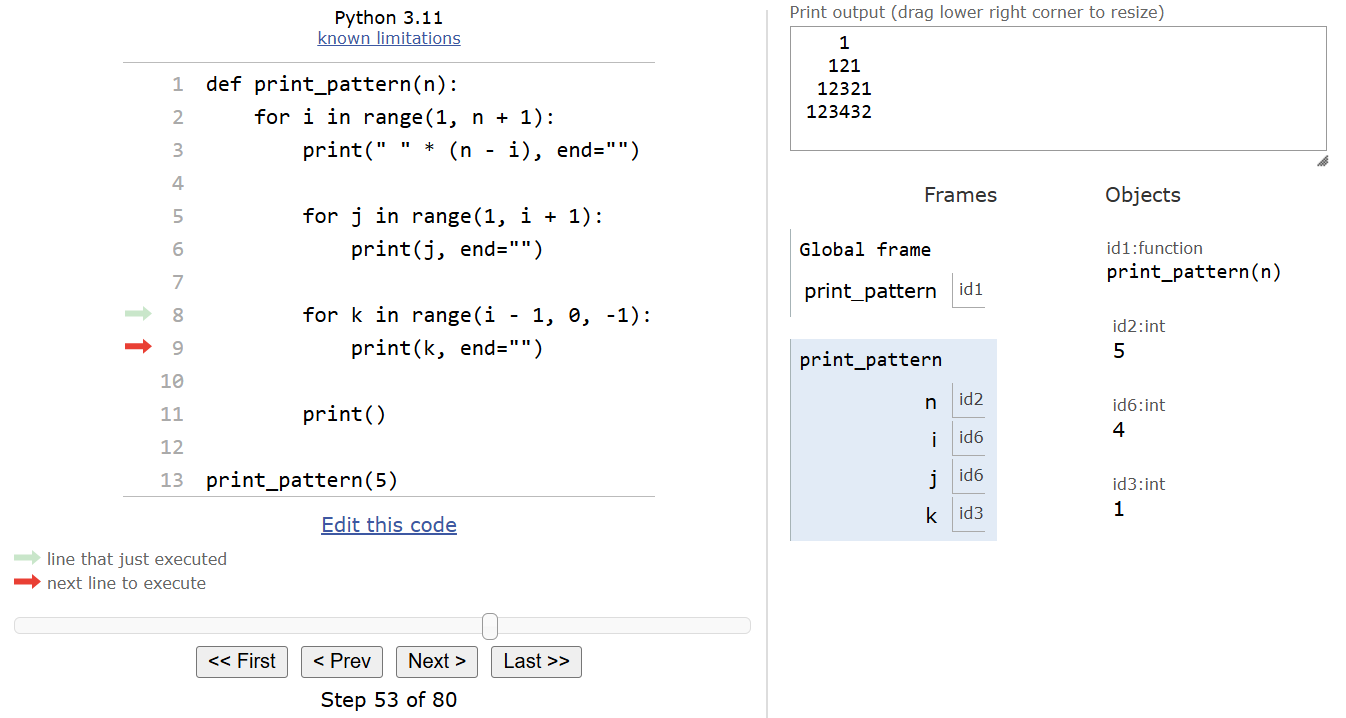 Python 3.11
known limitations
1 def print_pattern(n):
2     for i in range(1, n + 1):
3         print(" " * (n - i), end="")
4
5         for j in range(1, i + 1):
6             print(j, end="")
7
8         for k in range(i - 1, 0, -1):
9             print(k, end="")
10
11         print()
12
13 print_pattern(5)
Edit this code
line that just executed
next line to execute
<< First < Prev Next > Last >>
Step 53 of 80
Print output (drag lower right corner to resize)
    1
   121
  12321
 123432
Frames Objects
Global frame
print_pattern id1
id1:function
print_pattern(n)
print_pattern
n id2
i id6
j id6
k id3
id2:int
5
id6:int
4
id3:int
1